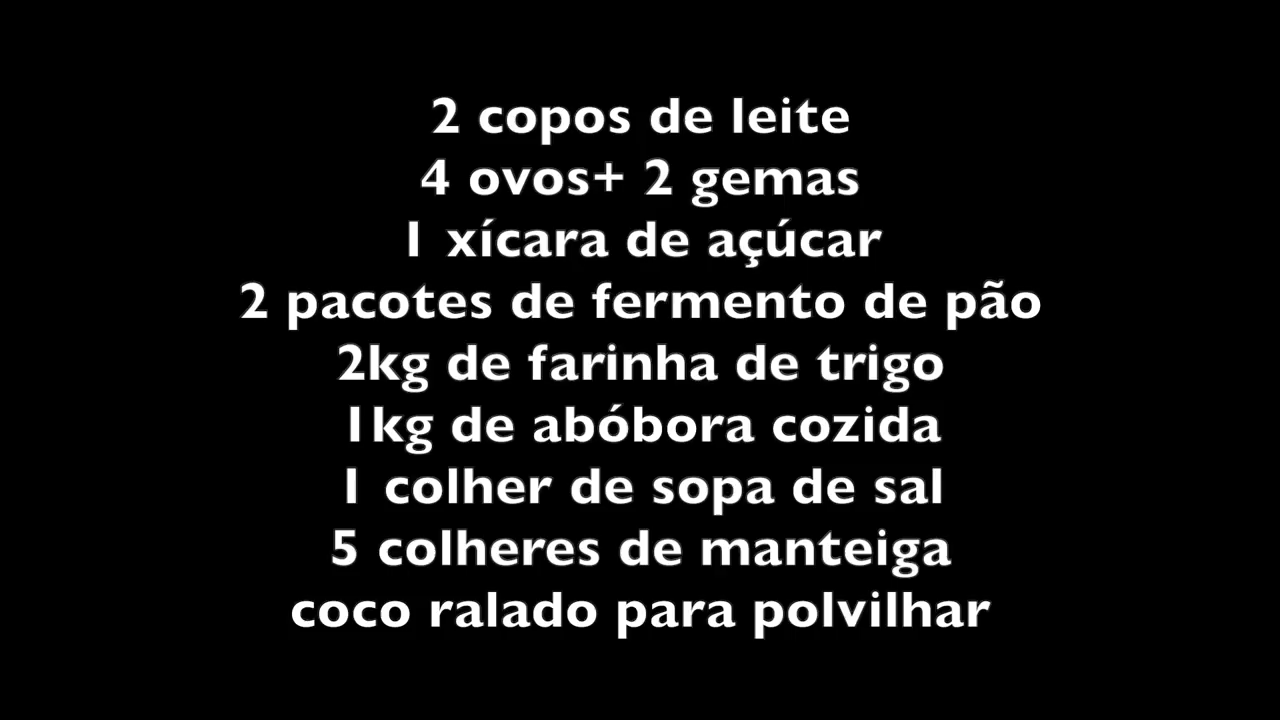 2 copos de leite
4 ovos+ 2 gemas
1 xícara de açúcar
2 pacotes de fermento de pão
2kg de farinha de trigo
1kg de abóbora cozida
1 colher de sopa de sal
5 colheres de manteiga
coco ralado para polvilhar